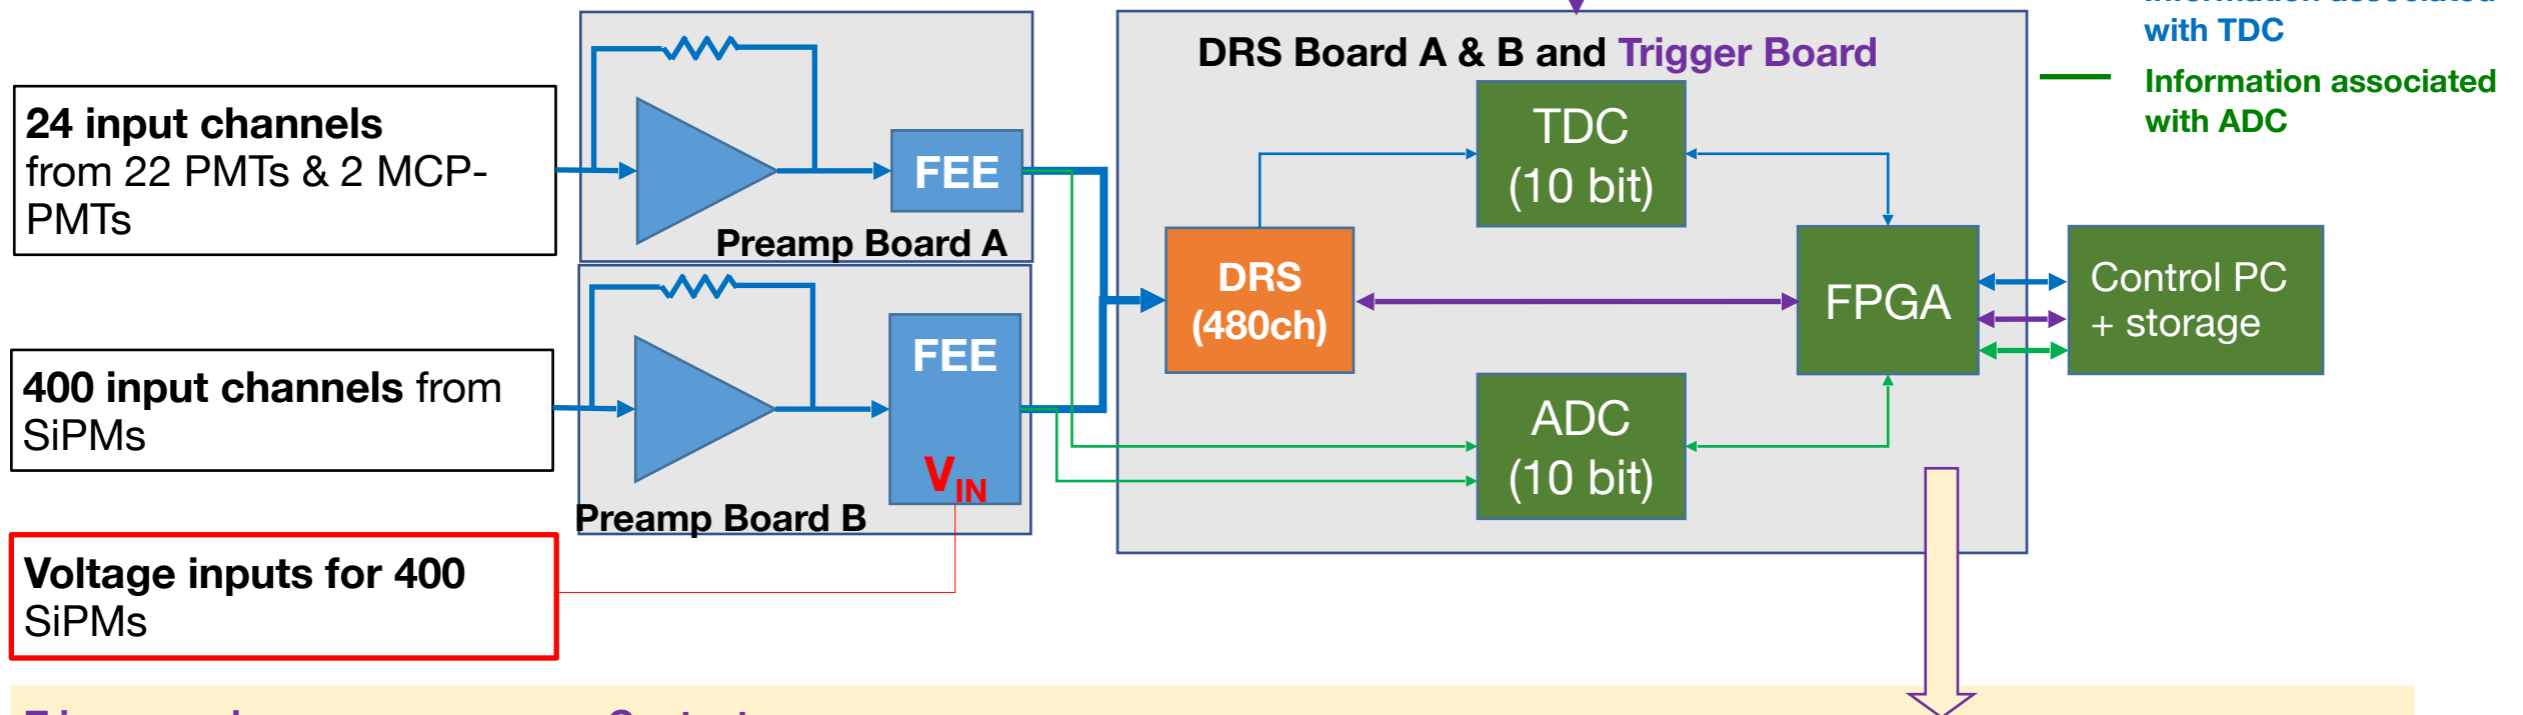 Information associated
with TDC
Information associated
with ADC
DRS Board A & B and Trigger Board
24 input channels
from 22 PMTs & 2 MCP-
PMTs
FEE
Preamp Board A
TDC
(10 bit)
DRS
(480ch)
FPGA
Control PC
+ storage
400 input channels from
SiPMs
FEE
VIN
Preamp Board B
ADC
(10 bit)
Voltage inputs for 400
SiPMs